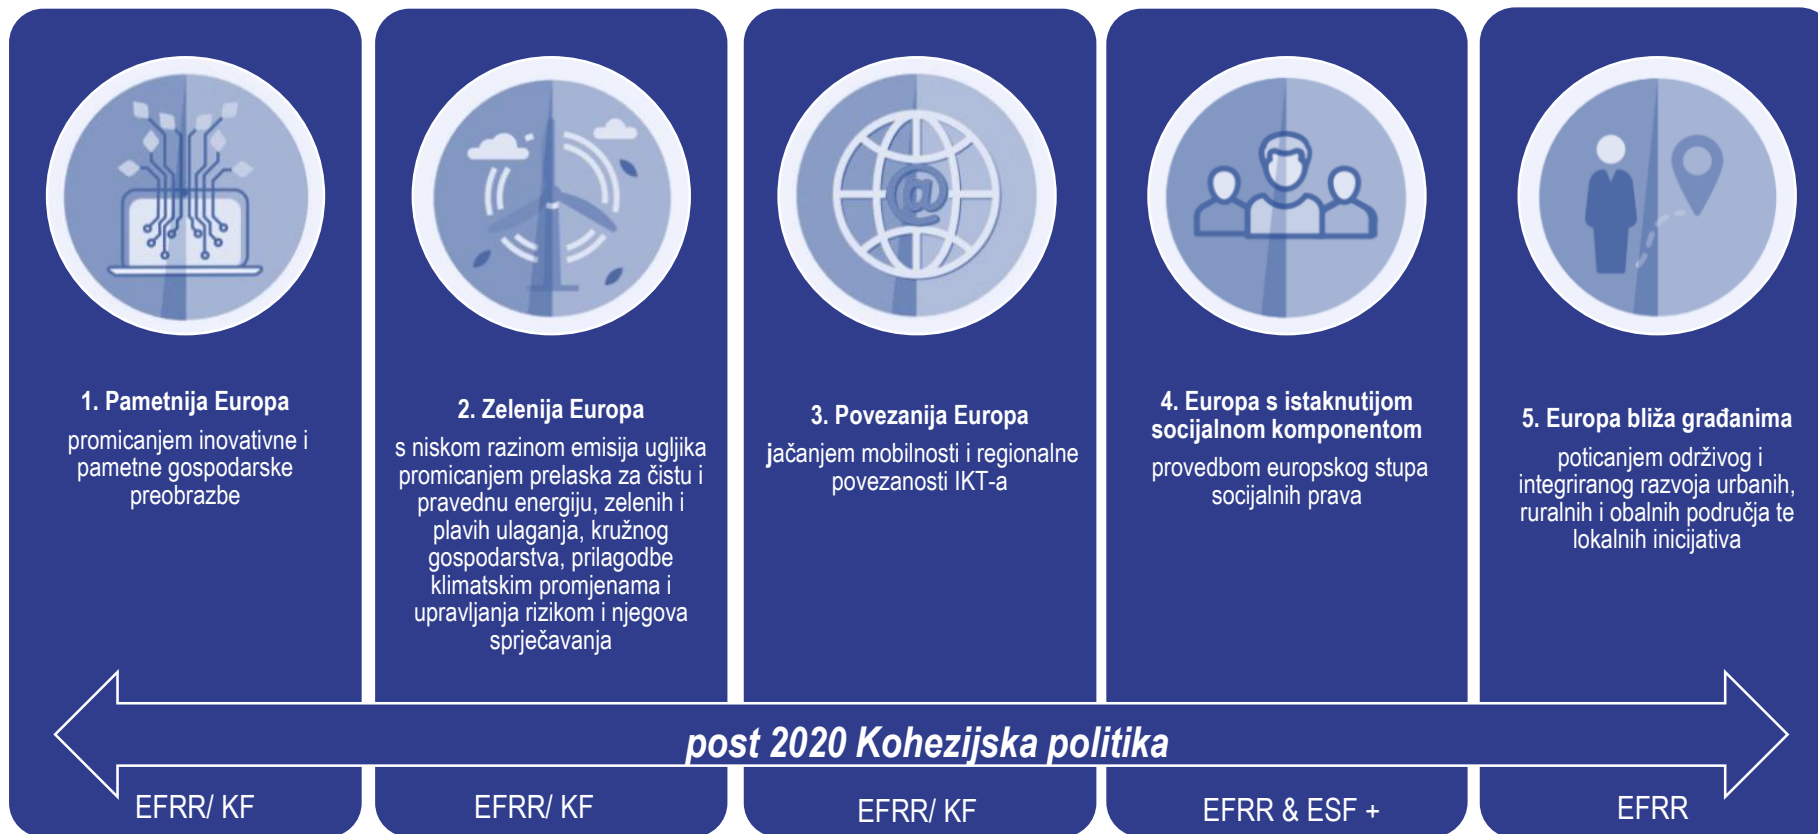 @
1. Pametnija Europa
promicanjem inovativne i
pametne gospodarske
preobrazbe
2. Zelenija Europa
s niskom razinom emisija ugljika
promicanjem prelaska za čistu i
pravednu energiju, zelenih i
plavih ulaganja, kružnog
gospodarstva, prilagodbe
klimatskim promjenama i
upravljanja rizikom i njegova
sprječavanja
3. Povezanija Europa
jačanjem mobilnosti i regionalne
povezanosti IKT-a
4. Europa s istaknutijom
socijalnom komponentom
provedbom europskog stupa
socijalnih prava
5. Europa bliža građanima
poticanjem održivog i
integriranog razvoja urbanih,
ruralnih i obalnih područja te
lokalnih inicijativa
post 2020 Kohezijska politika
EFRR/ KF
EFRR/ KF
EFRR/ KF
EFRR & ESF +
EFRR